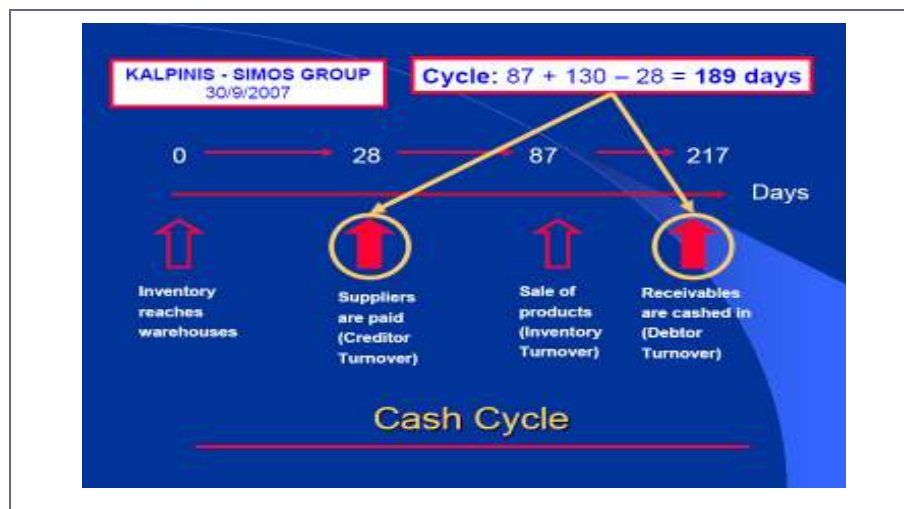 KALPINIS - SIMOS GROUP
30/9/2007
Cycle: 87 + 130 – 28 = 189 days
0
28
87
217
Days
Inventory
reaches
warehouses
Suppliers
are paid
(Creditor
Turnover)
Sale of
products
(Inventory
Turnover)
Receivables
are cashed in
(Debtor
Turnover)
Cash Cycle